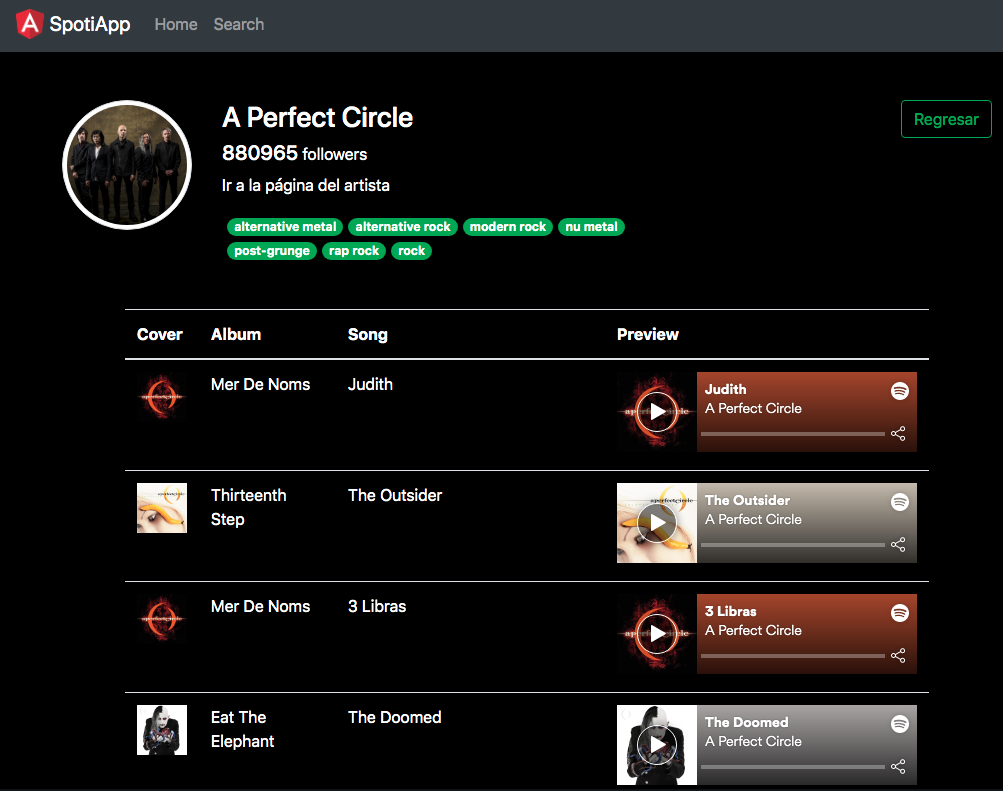 SpotiApp Home Search
A Perfect Circle
Regresar
880965 followers
Ir a la página del artista
alternative metal alternative rock modern rock nu metal
post-grunge rap rock rock
Cover Album Song Preview
Mer De Noms Judith
Judith
A Perfect Circle
Thirteenth
Step
The Outsider
The Outsider
A Perfect Circle
Mer De Noms 3 Libras
3 Libras
A Perfect Circle
Eat The
Elephant
The Doomed
The Doomed
A Perfect Circle